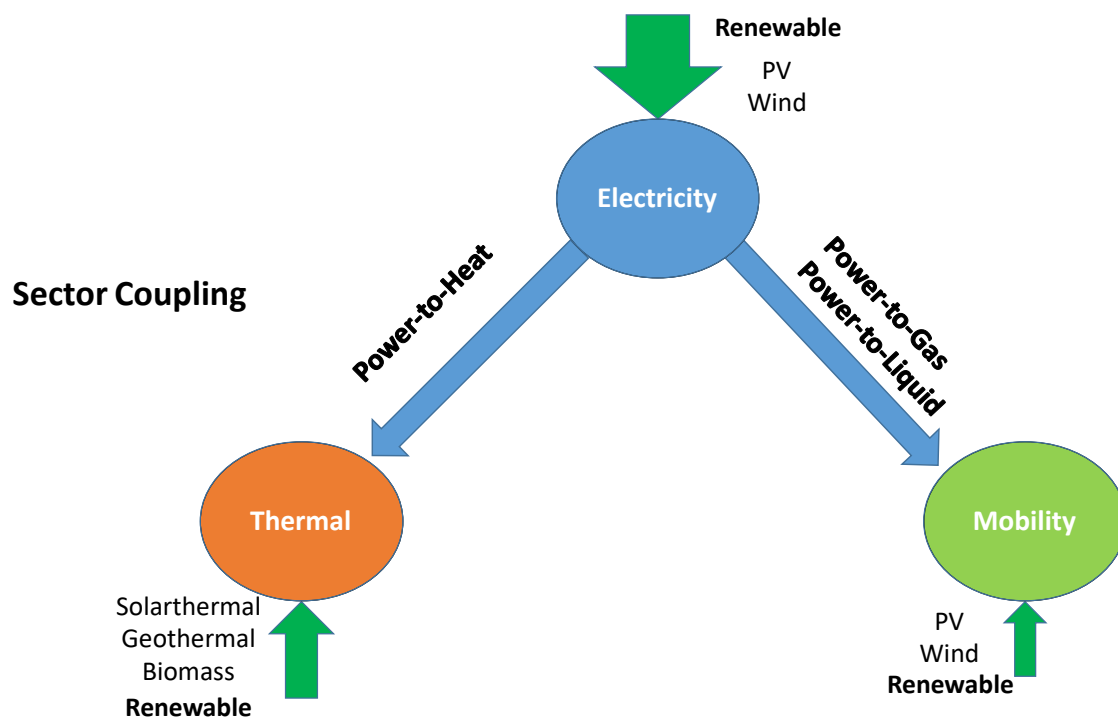 Renewable
PV
Wind
Electricity
Power-to-Heat
Power-to-Gas
Power-to-Liquid
Sector Coupling
Thermal
Mobility
Solarthermal
Geothermal
Biomass
Renewable
PV
Wind
Renewable